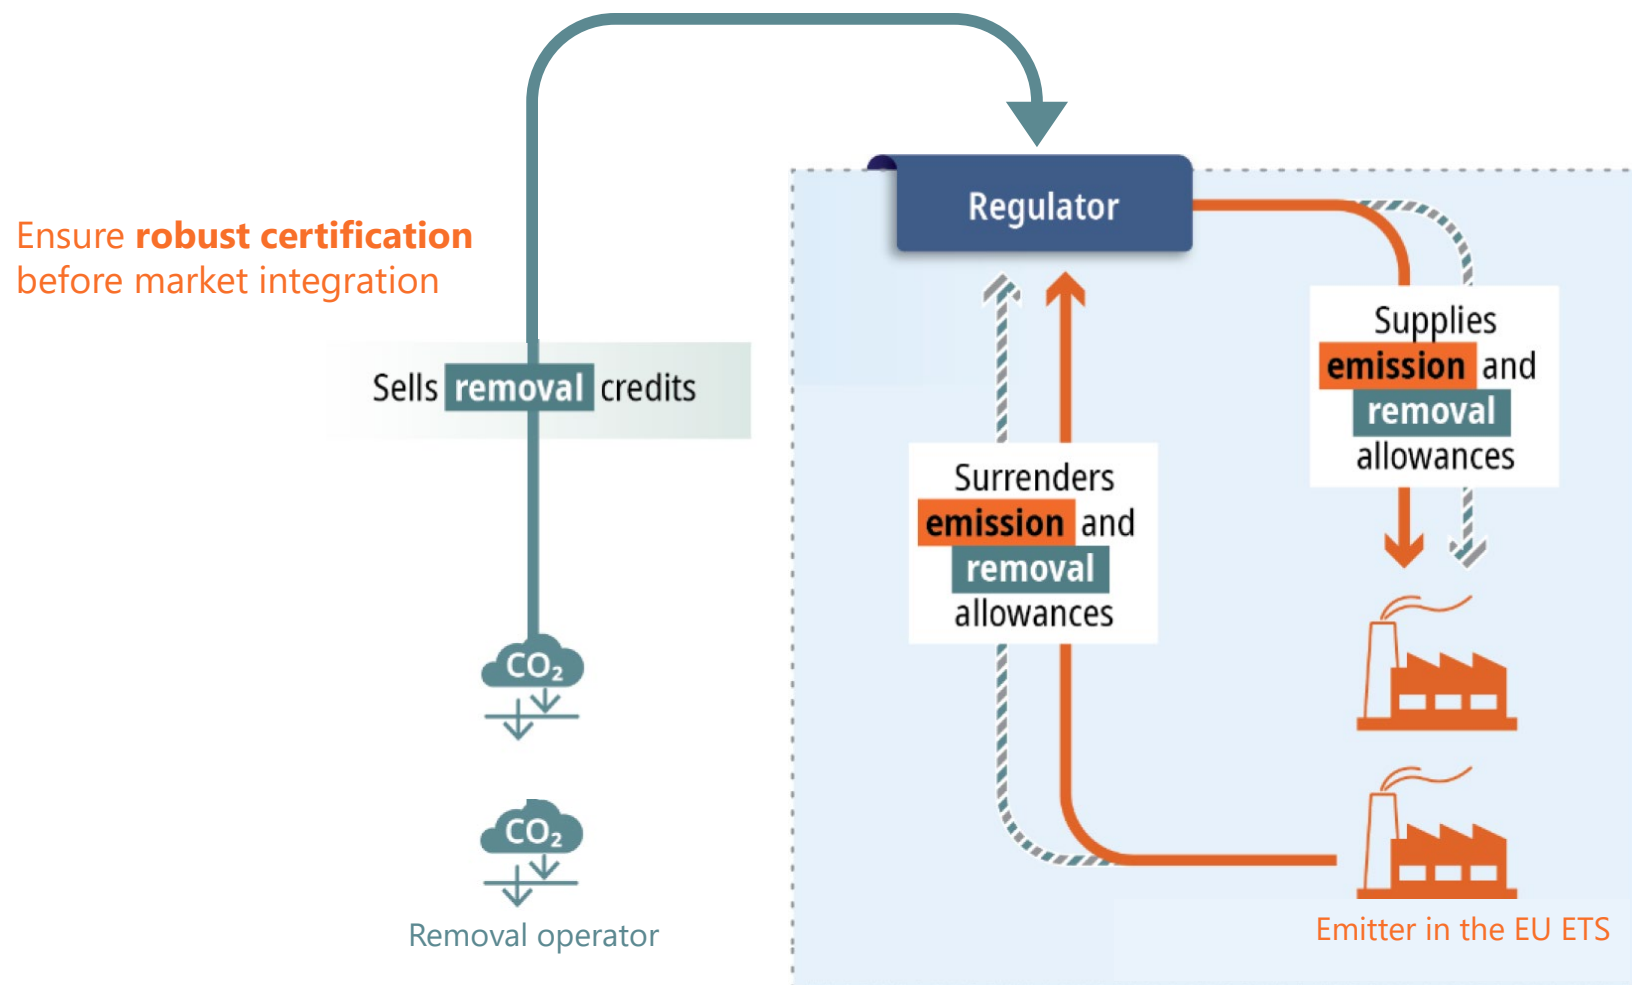 Ensure robust certification
before market integration
Sells removal credits
CO₂
CO₂
Removal operator
Regulator
Surrenders
emission and
removal
allowances
Supplies
emission and
removal
allowances
Emitter in the EU ETS